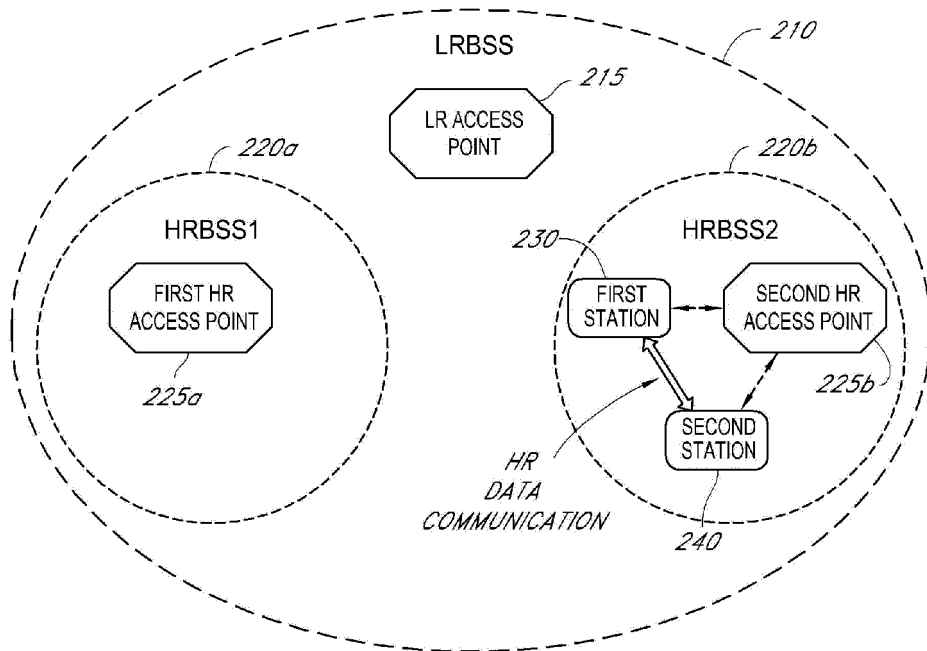 210
LRBSS
215
LR ACCESS
POINT
220a
220b
HRBSS1
230
HRBSS2
FIRST HR
ACCESS POINT
FIRST
STATION
SECOND HR
ACCESS POINT
225a
225b
SECOND
STATION
HR
DATA
COMMUNICATION
240